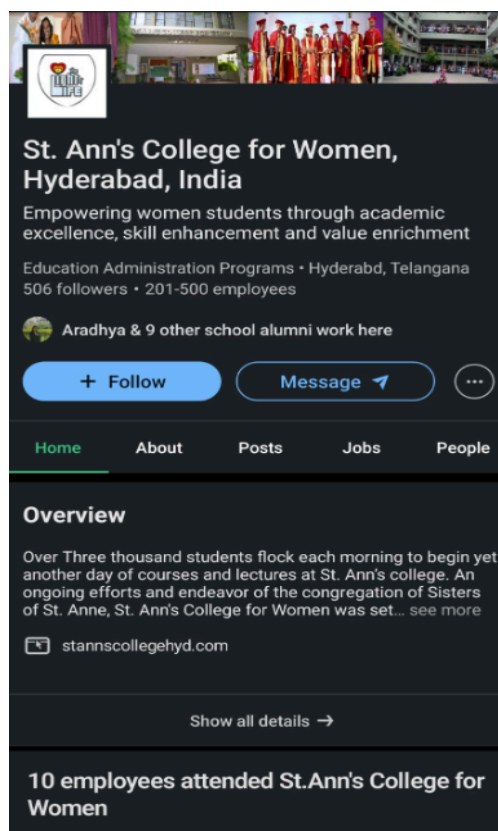 LIFE
St. Ann's College for Women,
Hyderabad, India
Empowering women students through academic
excellence, skill enhancement and value enrichment
Education Administration Programs • Hyderabd, Telangana
506 followers • 201-500 employees
Aradhya & 9 other school alumni work here
+ Follow
Message
Home About Posts Jobs People
Overview
Over Three thousand students flock each morning to begin yet
another day of courses and lectures at St. Ann's college. An
ongoing efforts and endeavor of the congregation of Sisters
of St. Anne, St. Ann's College for Women was set... see more
stannscollegehyd.com
Show all details →
10 employees attended St.Ann's College for
Women